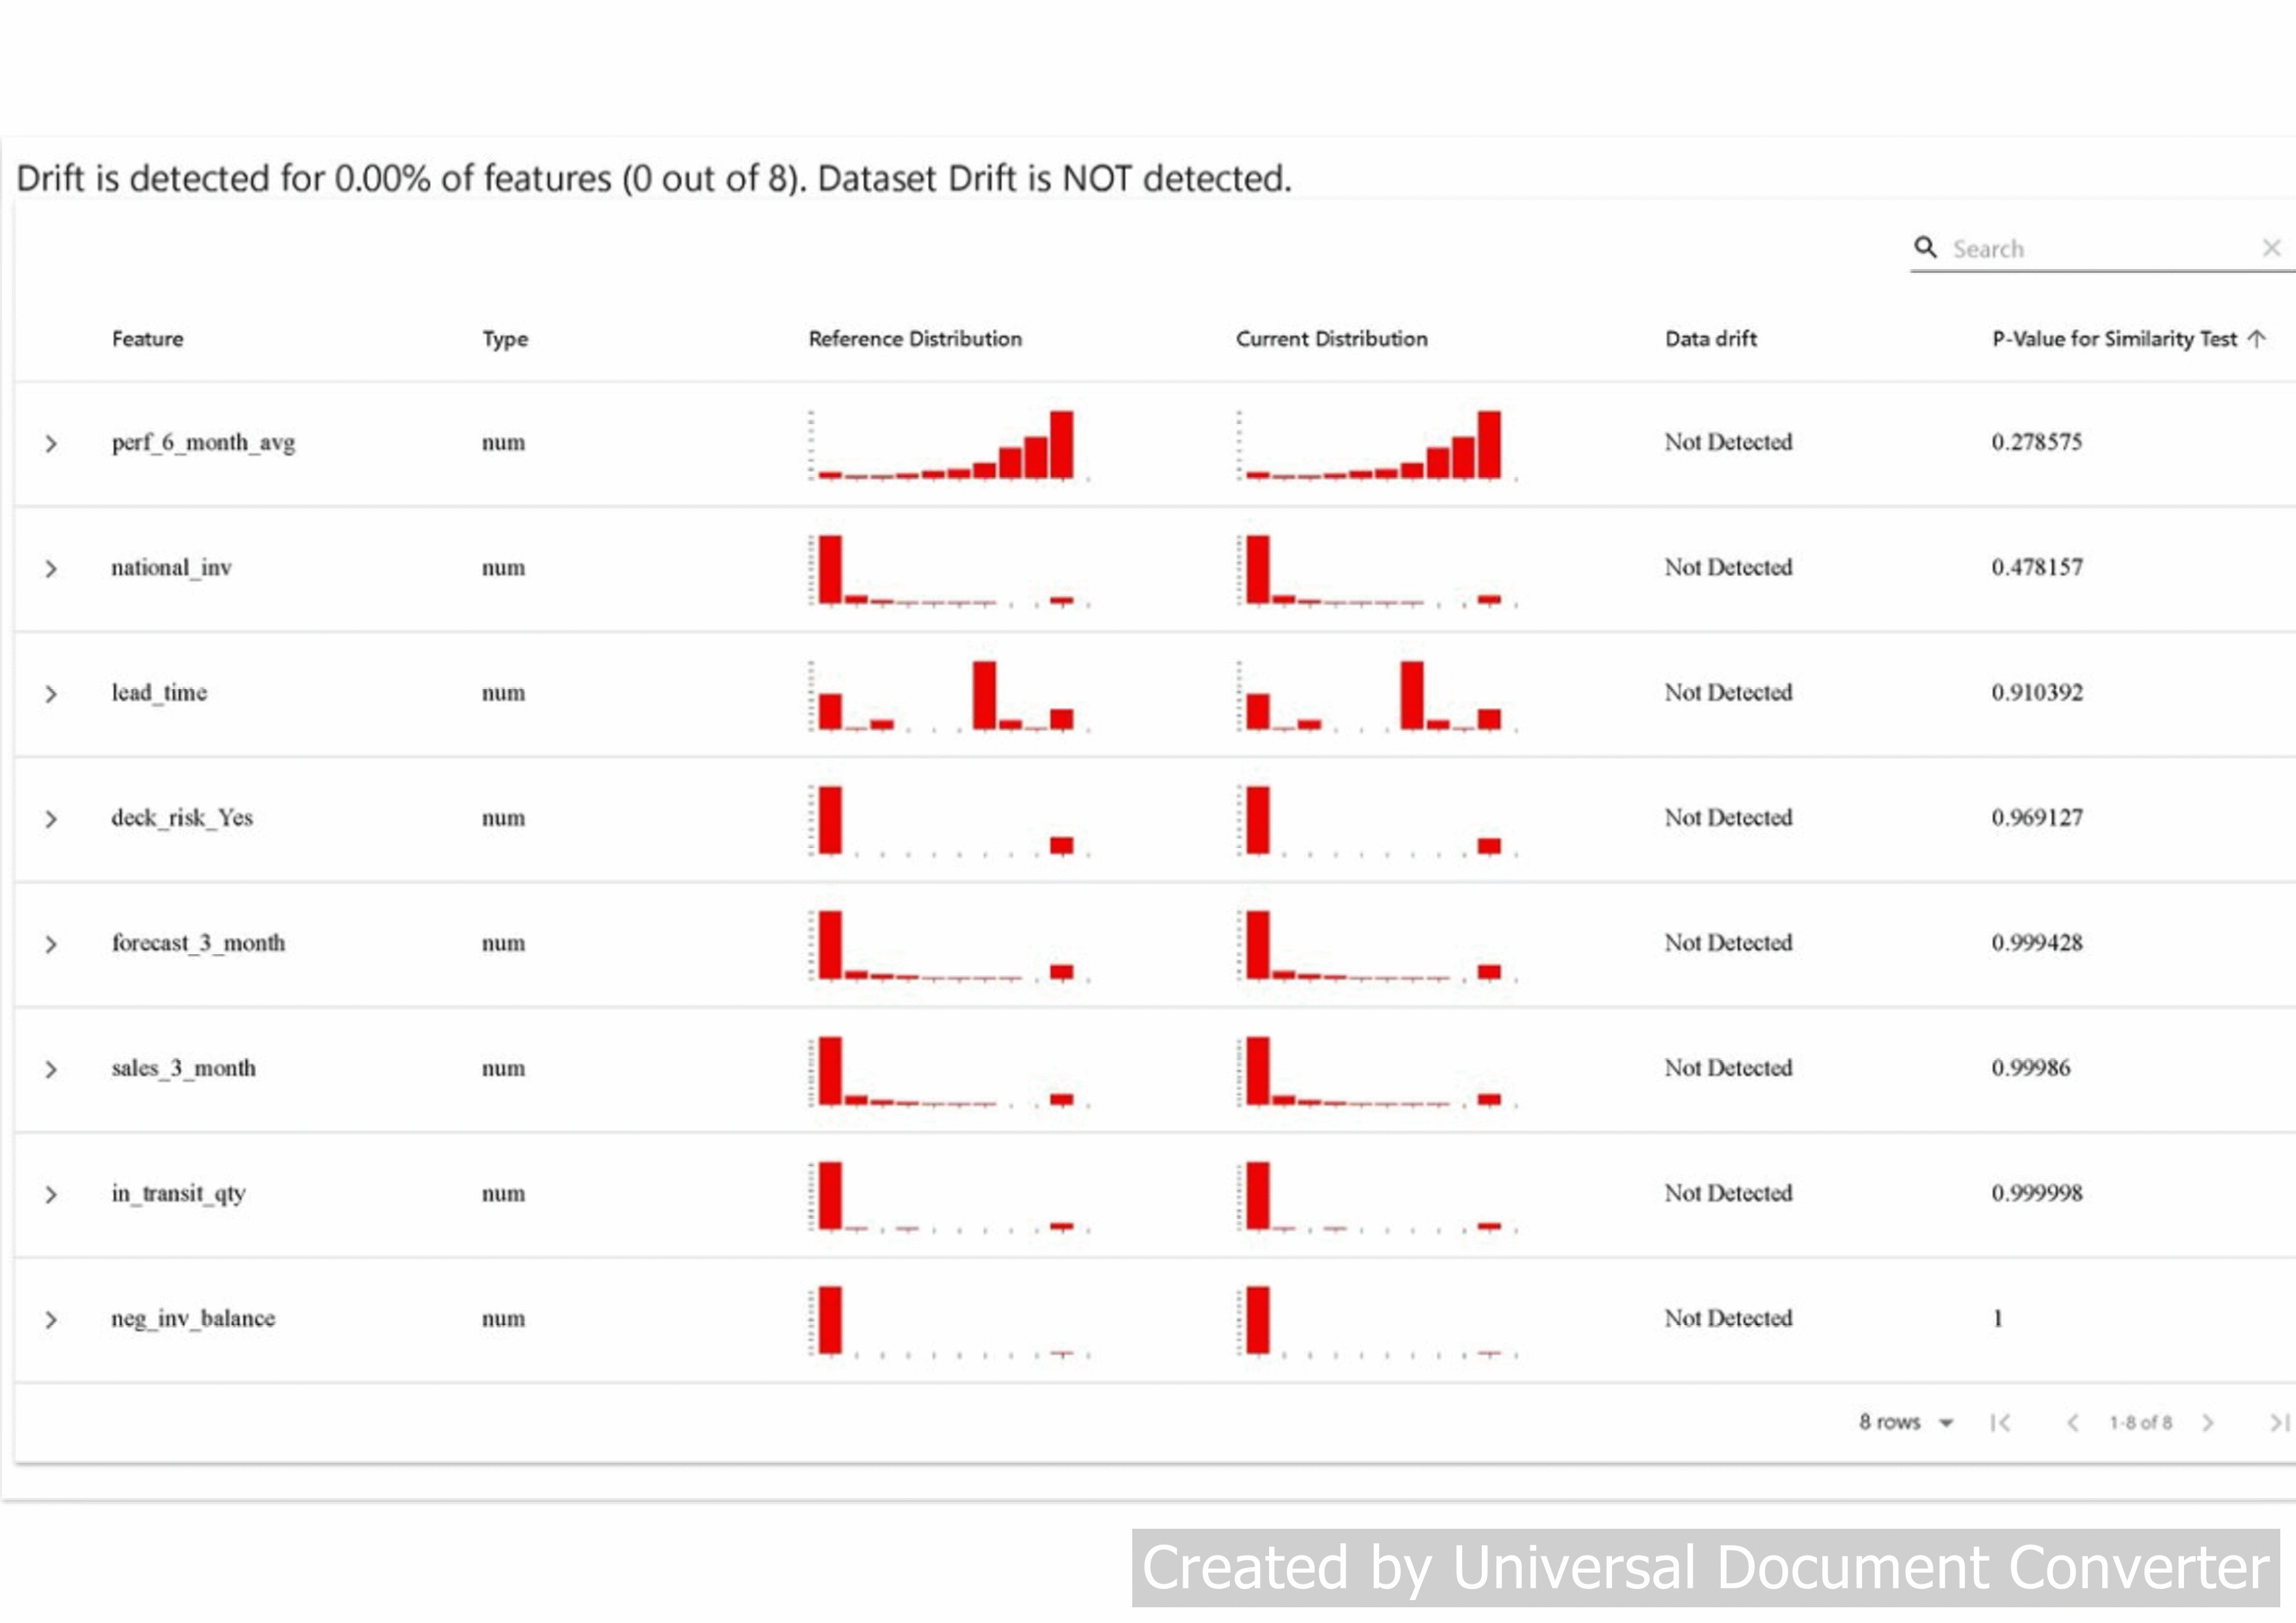 Drift is detected for 0.00% of features (0 out of 8). Dataset Drift is NOT detected.
Search
Feature Type Reference Distribution Current Distribution Data drift P-Value for Similarity Test
perf_6_month_avg num Not Detected 0.278575
national_inv num Not Detected 0.478157
lead_time num Not Detected 0.910392
deck_risk_Yes num Not Detected 0.969127
forecast_3_month num Not Detected 0.999428
sales_3_month num Not Detected 0.99986
in_transit_qty num Not Detected 0.999998
neg_inv_balance num Not Detected 1
8 rows 1-8 of 8
Created by Universal Document Converter